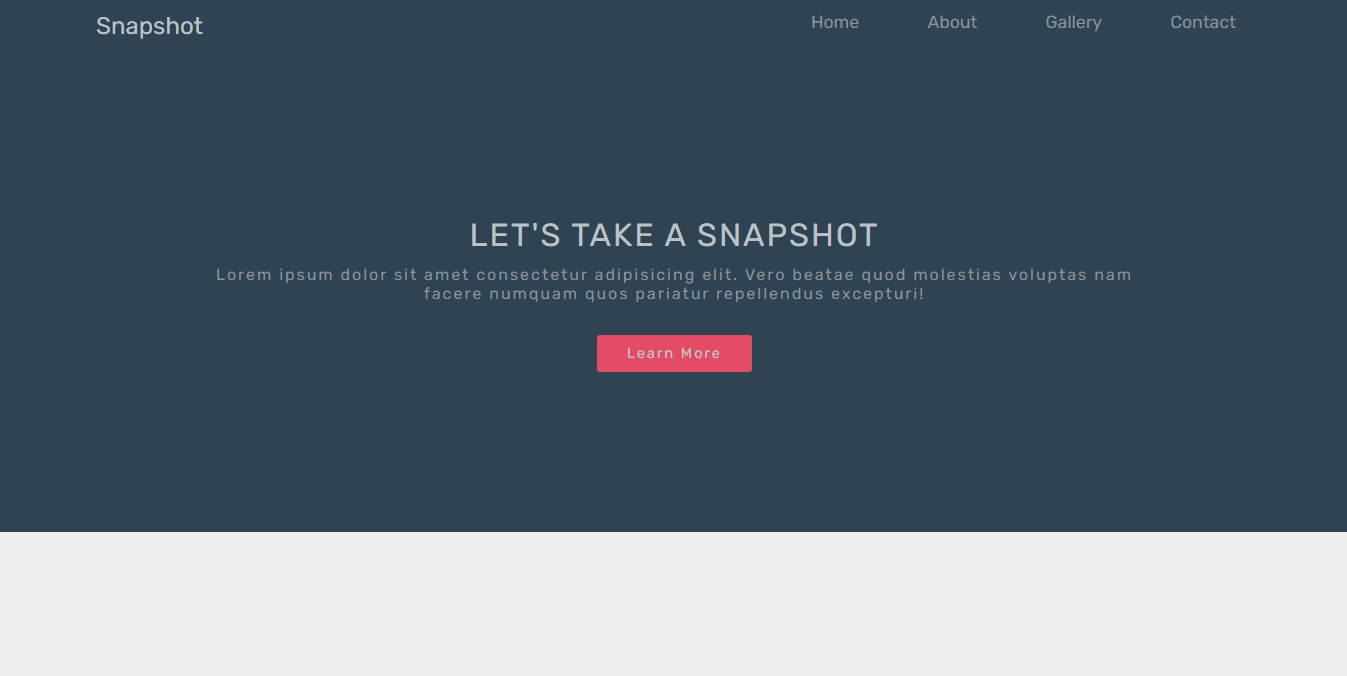 Snapshot
Home About Gallery Contact
LET'S TAKE A SNAPSHOT
Lorem ipsum dolor sit amet consectetur adipisicing elit. Vero beatae quod molestias voluptas nam
facere numquam quos pariatur repellendus excepturi!
Learn More